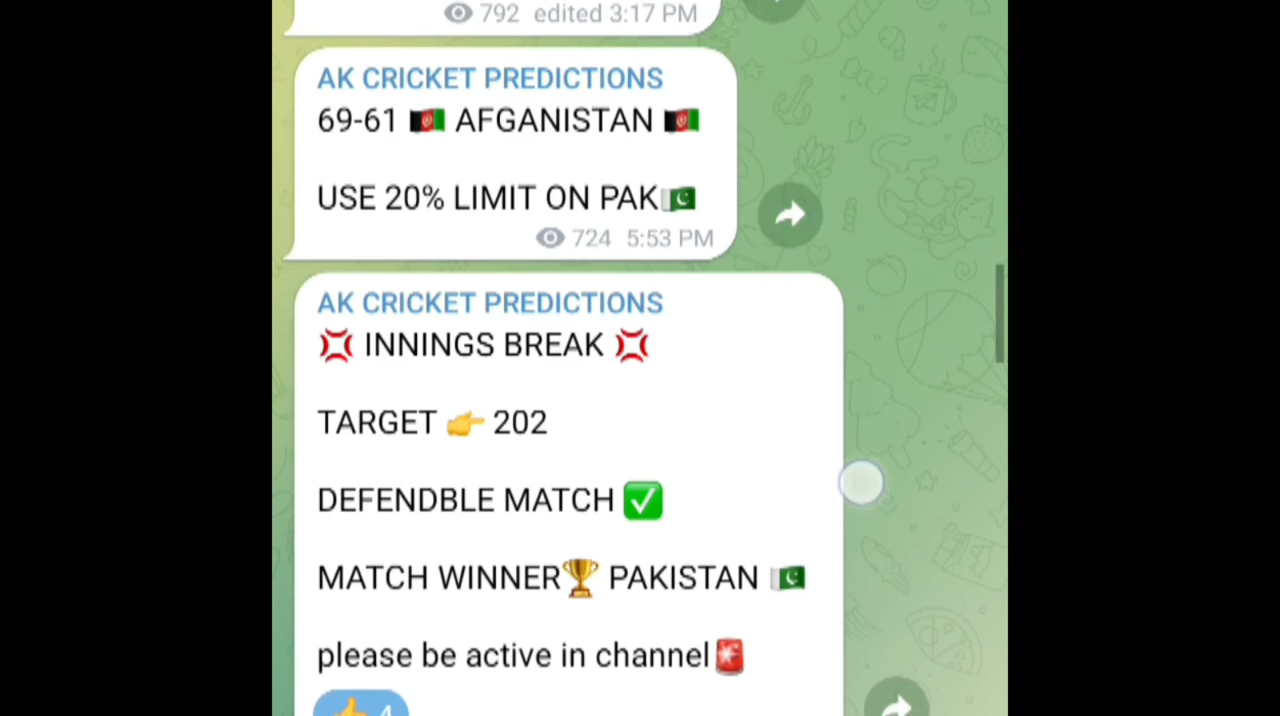 792 edited 3:17 PM
AK CRICKET PREDICTIONS
69-61 🇦🇫 AFGANISTAN 🇦🇫
USE 20% LIMIT ON PAK🇵🇰
724 5:53 PM
AK CRICKET PREDICTIONS
💢 INNINGS BREAK 💢
TARGET 👉 202
DEFENDBLE MATCH ✅
MATCH WINNER🏆 PAKISTAN 🇵🇰
please be active in channel🚨
👍 4